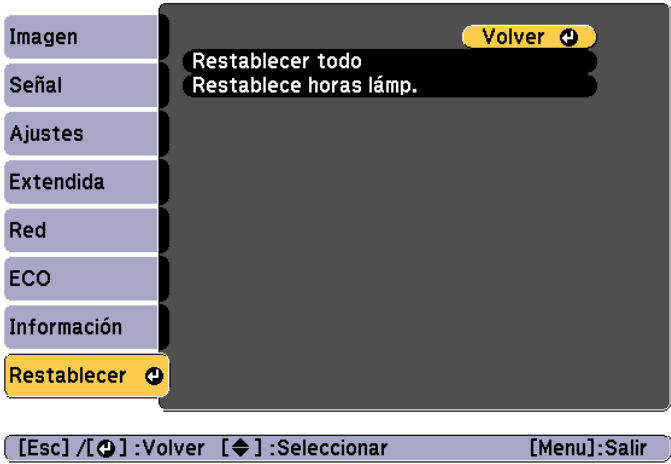 Imagen
Señal
Ajustes
Extendida
Red
ECO
Información
Restablecer
Volver
Restablecer todo
Restablece horas lámp.
[Esc] /[⏎] :Volver [◆] :Seleccionar [Menu]:Salir